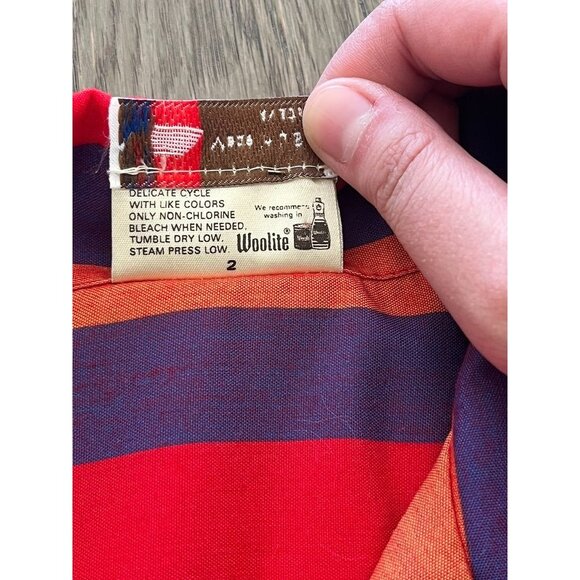 DELICATE CYCLE
WITH LIKE COLORS
ONLY NON-CHLORINE
BLEACH WHEN NEEDED.
TUMBLE DRY LOW.
STEAM PRESS LOW.
We recommend
washing in
Woolite®
2